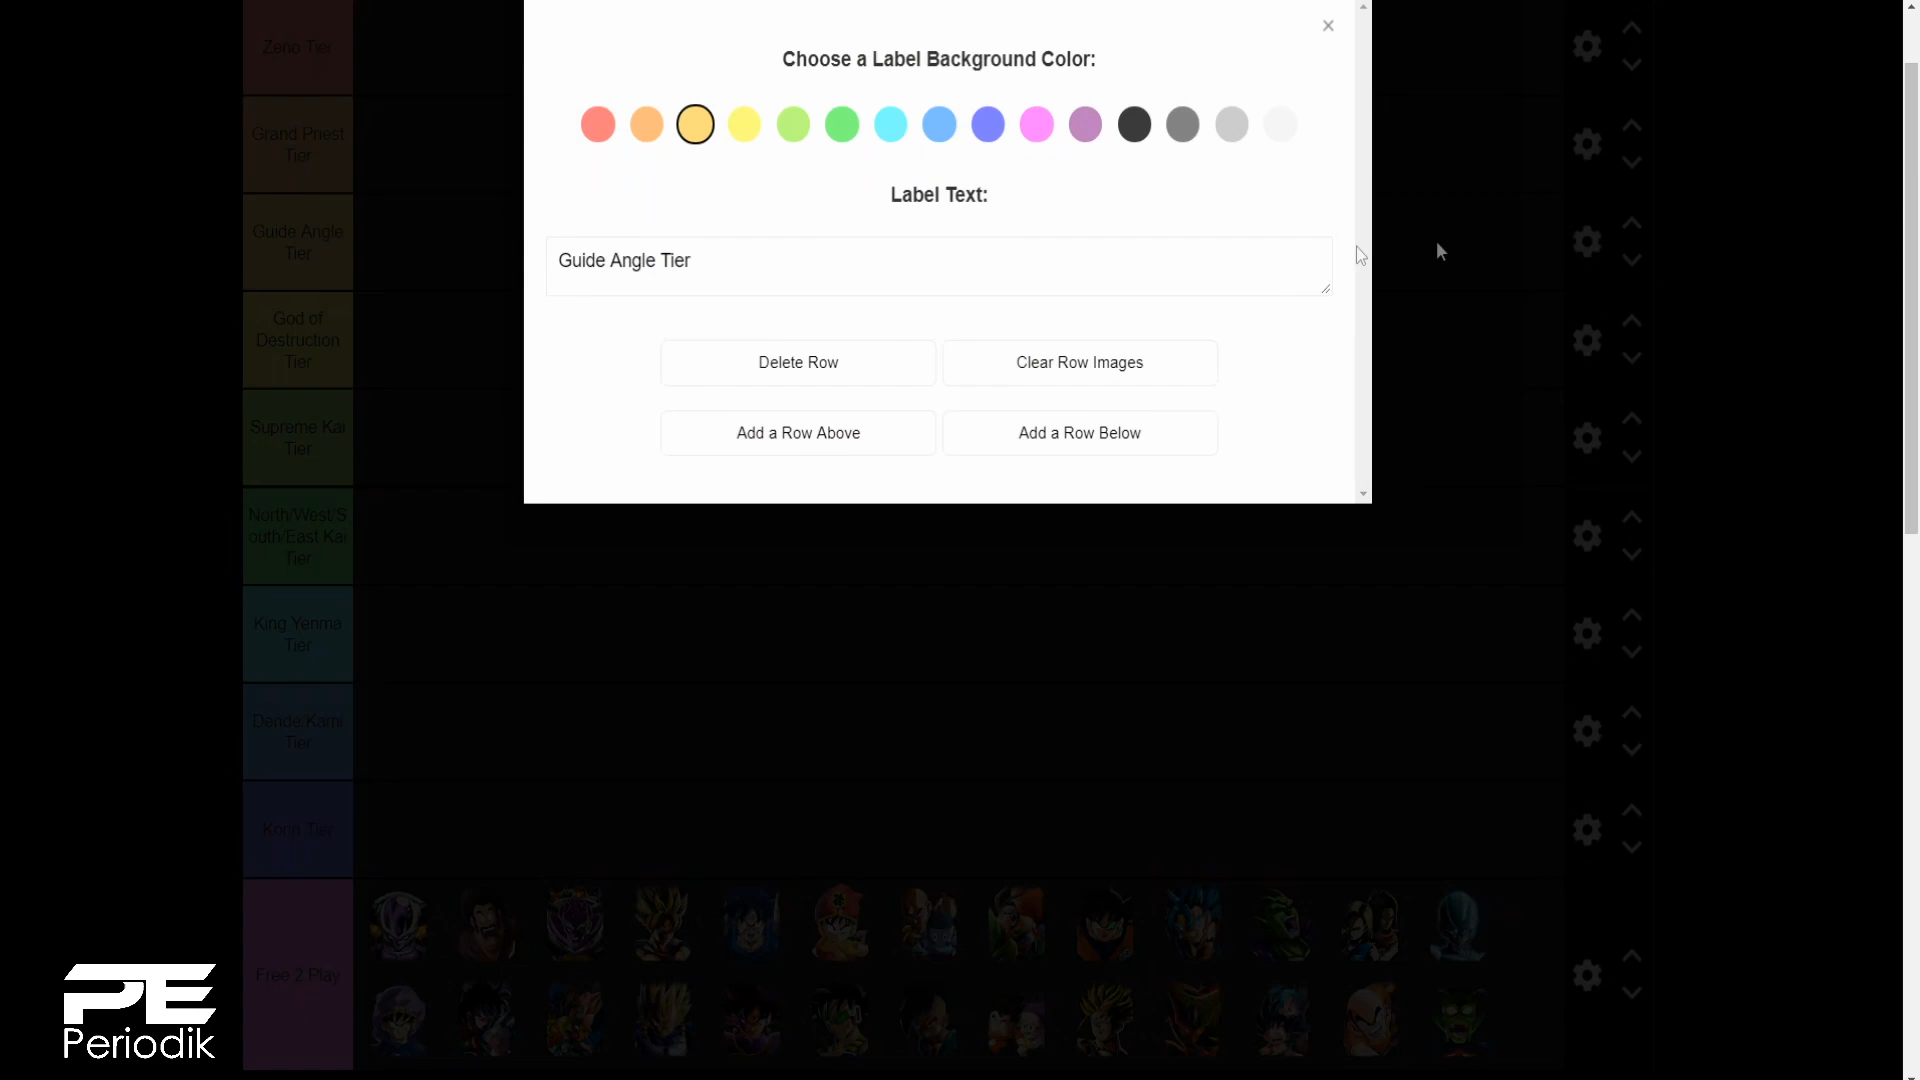 Zeno Tier
Grand Priest
Tier
Guide Angle
Tier
God of
Destruction
Tier
Supreme Kai
Tier
North/West/S
outh/East Kai
Tier
King Yenma
Tier
Dende/Kami
Tier
Korin Tier
Free 2 Play
×
Choose a Label Background Color:
Label Text:
Guide Angle Tier
Delete Row
Clear Row Images
Add a Row Above
Add a Row Below
PE
Periodik